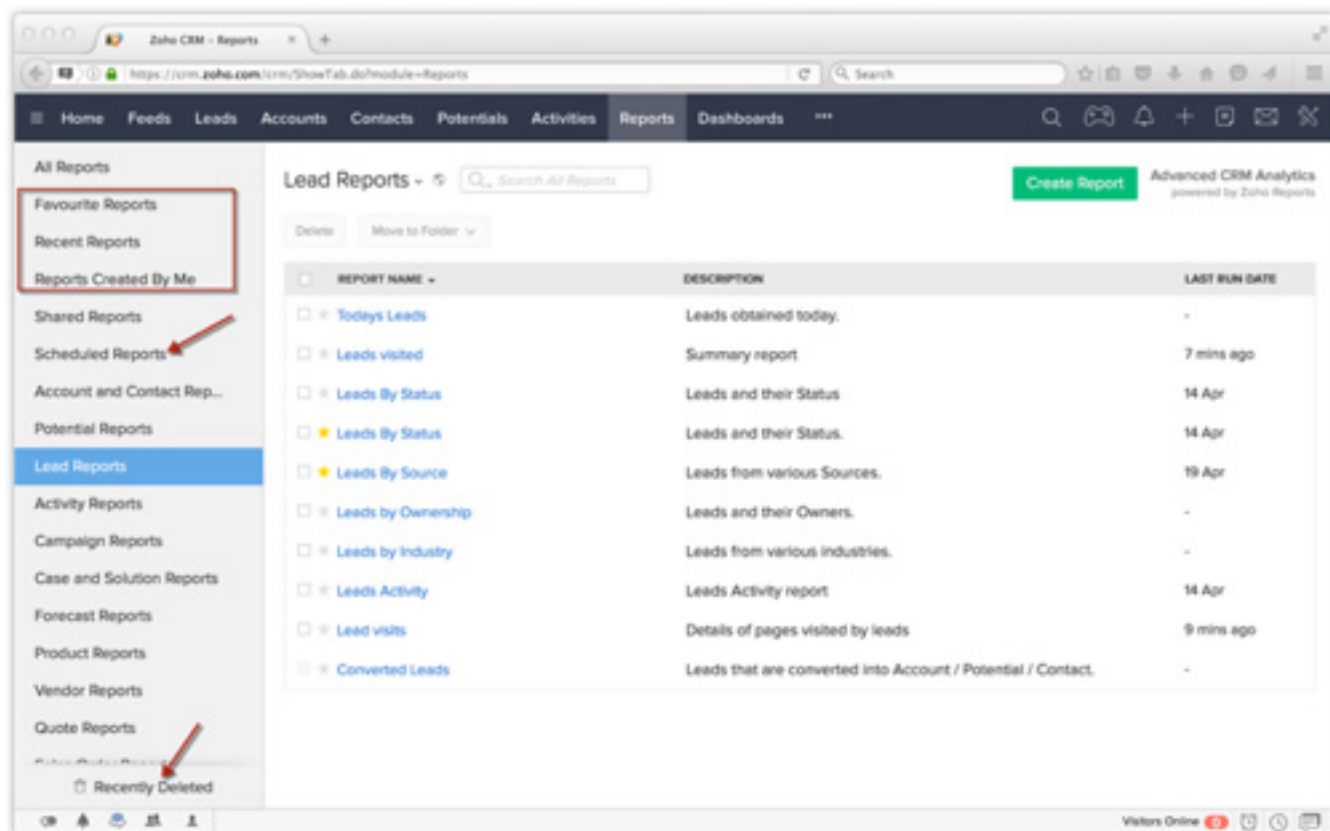 Zoho CRM - Reports
https://crm.zoho.com/crm/ShowTab.do?module=Reports
Search
Home Feeds Leads Accounts Contacts Potentials Activities Reports Dashboards
All Reports
Favourite Reports
Recent Reports
Reports Created By Me
Shared Reports
Scheduled Reports
Account and Contact Rep...
Potential Reports
Lead Reports
Activity Reports
Campaign Reports
Case and Solution Reports
Forecast Reports
Product Reports
Vendor Reports
Quote Reports
Recently Deleted
Lead Reports
Search All Reports
Create Report
Advanced CRM Analytics
powered by Zoho Reports
Delete Move to Folder
REPORT NAME DESCRIPTION LAST RUN DATE
Todays Leads Leads obtained today. -
Leads visited Summary report 7 mins ago
Leads By Status Leads and their Status 14 Apr
Leads By Status Leads and their Status. 14 Apr
Leads By Source Leads from various Sources. 19 Apr
Leads by Ownership Leads and their Owners. -
Leads by Industry Leads from various industries. -
Leads Activity Leads Activity report 14 Apr
Lead visits Details of pages visited by leads 9 mins ago
Converted Leads Leads that are converted into Account / Potential / Contact. -
Visitors Online